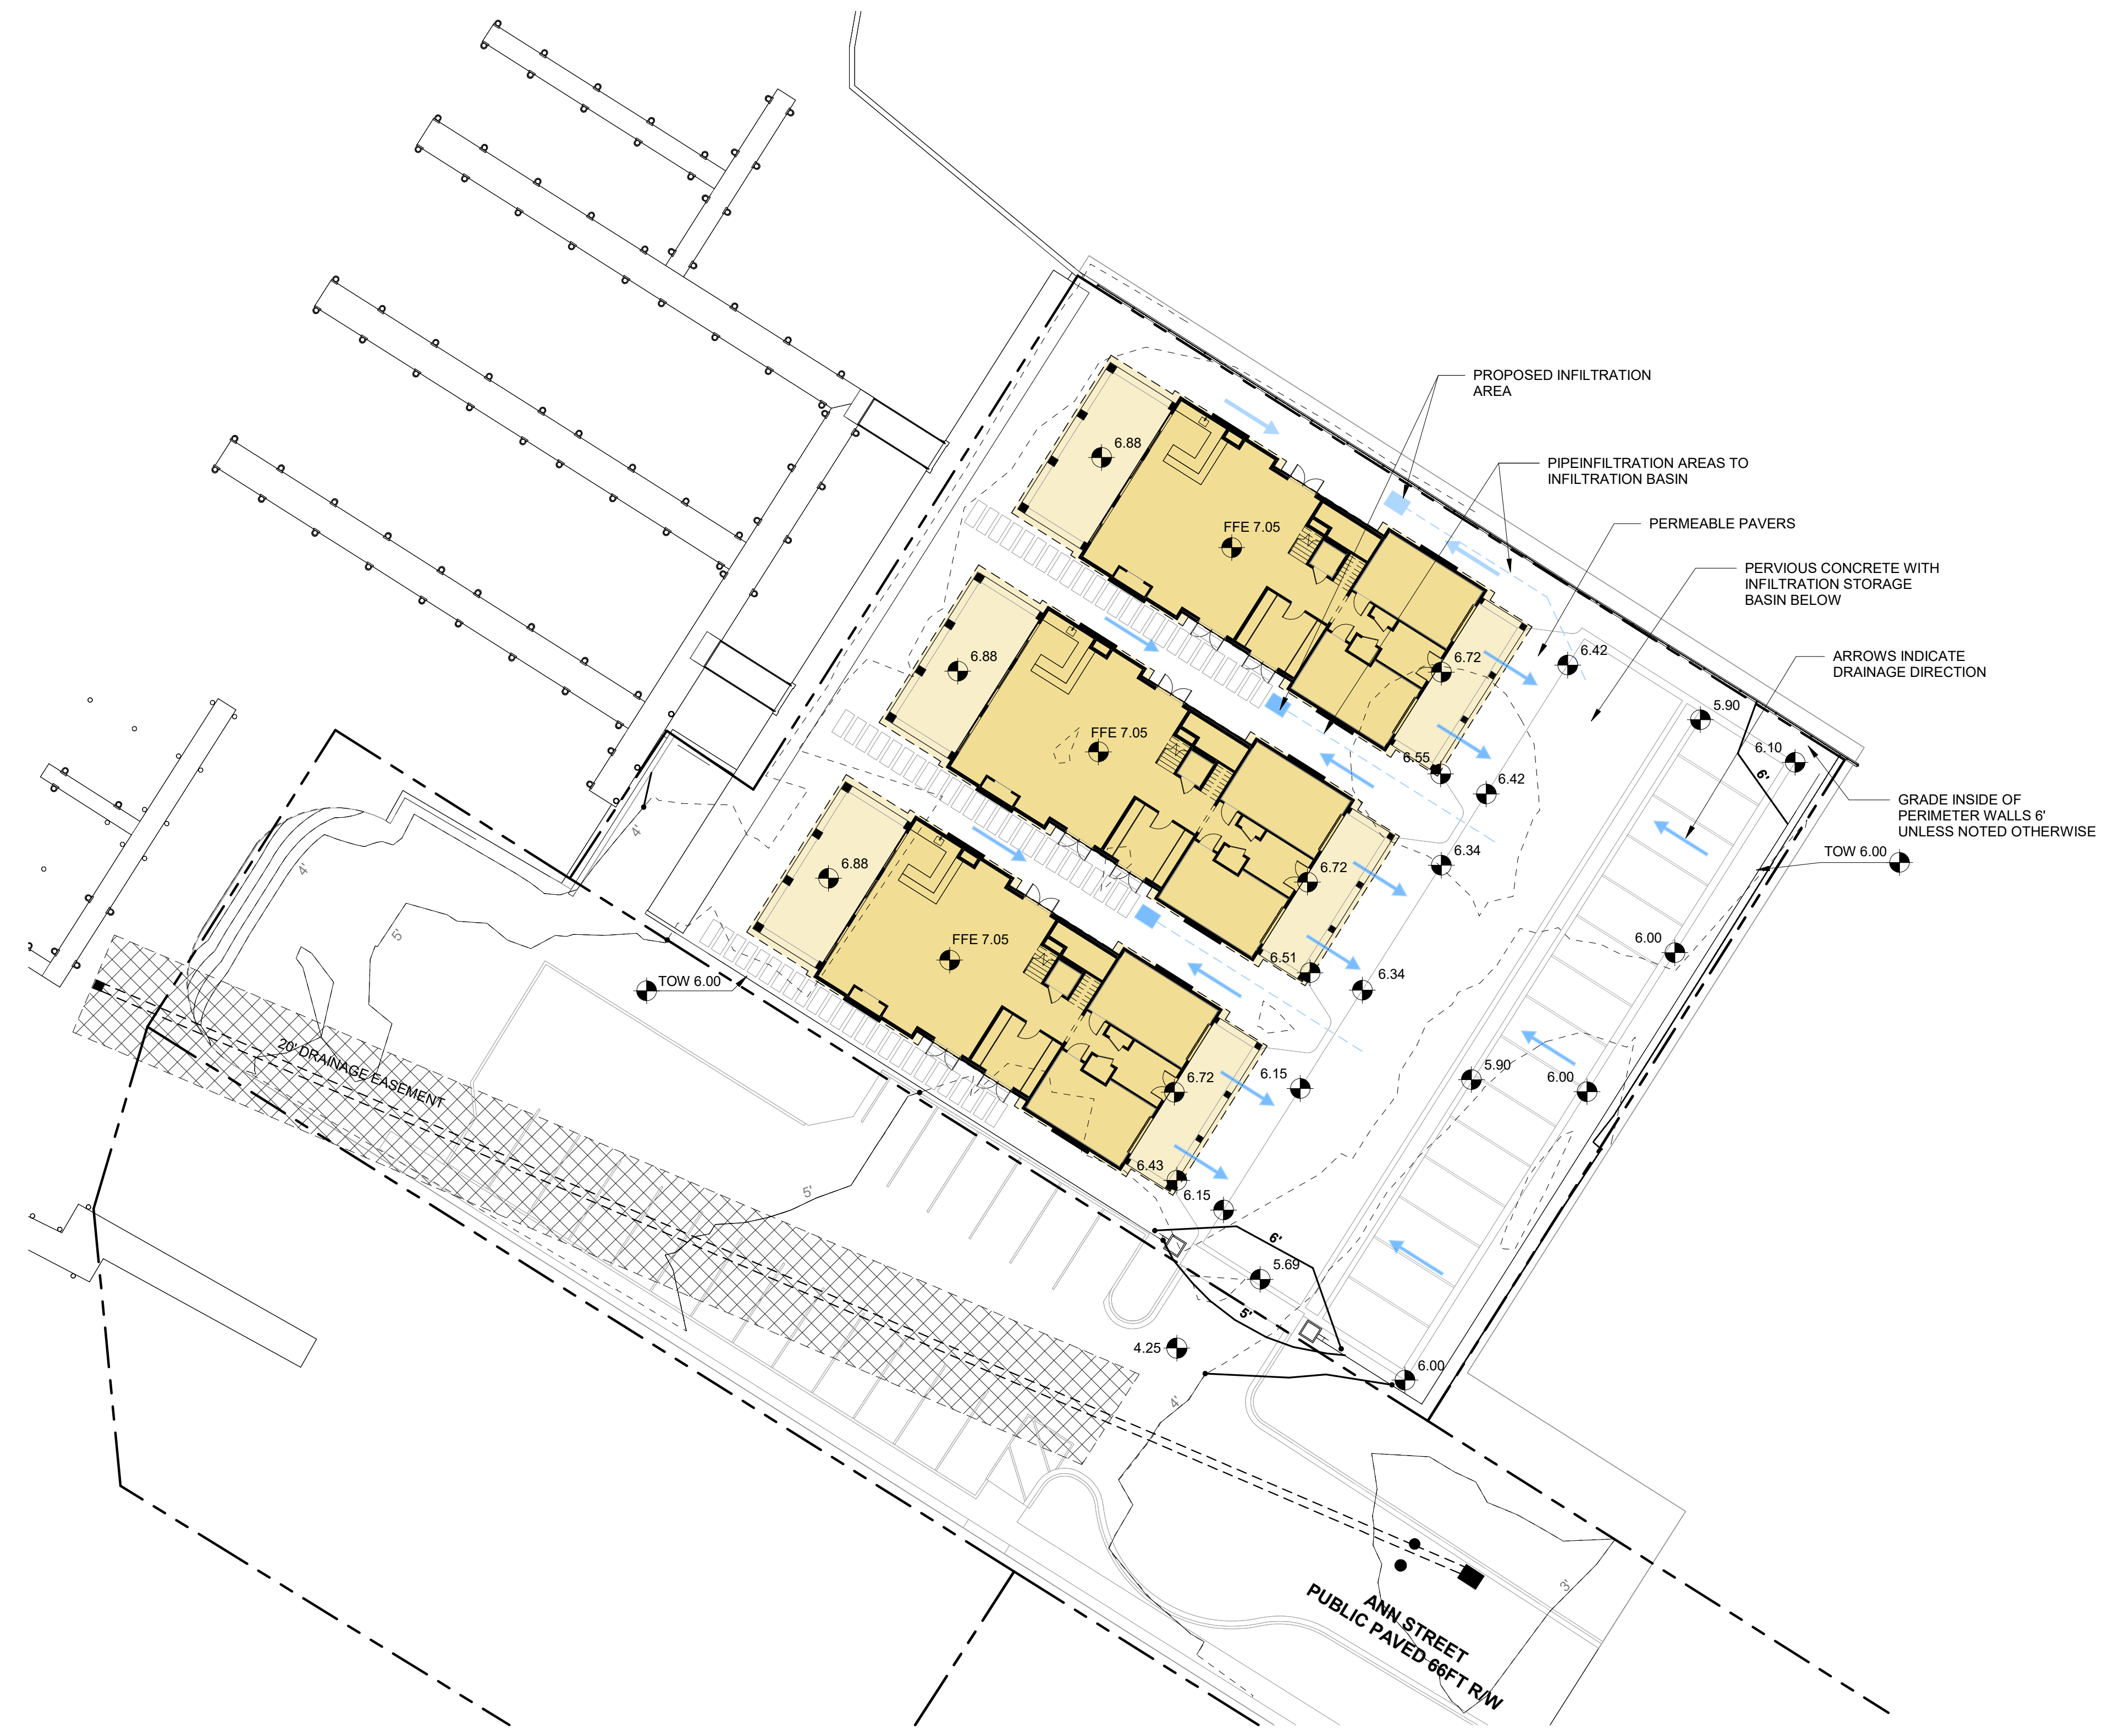 PROPOSED INFILTRATION
AREA
6.88
PIPEINFILTRATION AREAS TO
INFILTRATION BASIN
FFE 7.05
PERMEABLE PAVERS
PERVIOUS CONCRETE WITH
INFILTRATION STORAGE
BASIN BELOW
6.88
6.72
6.42
ARROWS INDICATE
DRAINAGE DIRECTION
5.90
FFE 7.05
6.55
6.10
6'
6.42
GRADE INSIDE OF
PERIMETER WALLS 6'
UNLESS NOTED OTHERWISE
4'
6.34
TOW 6.00
6.88
6.72
4'
5'
FFE 7.05
6.00
6.51
6.34
TOW 6.00
20' DRAINAGE EASEMENT
6.72
6.15
5.90
6.00
6.43
5'
6.15
6'
5.69
5'
4.25
6.00
4'
3'
ANN STREET
PUBLIC PAVED 66FT R/W